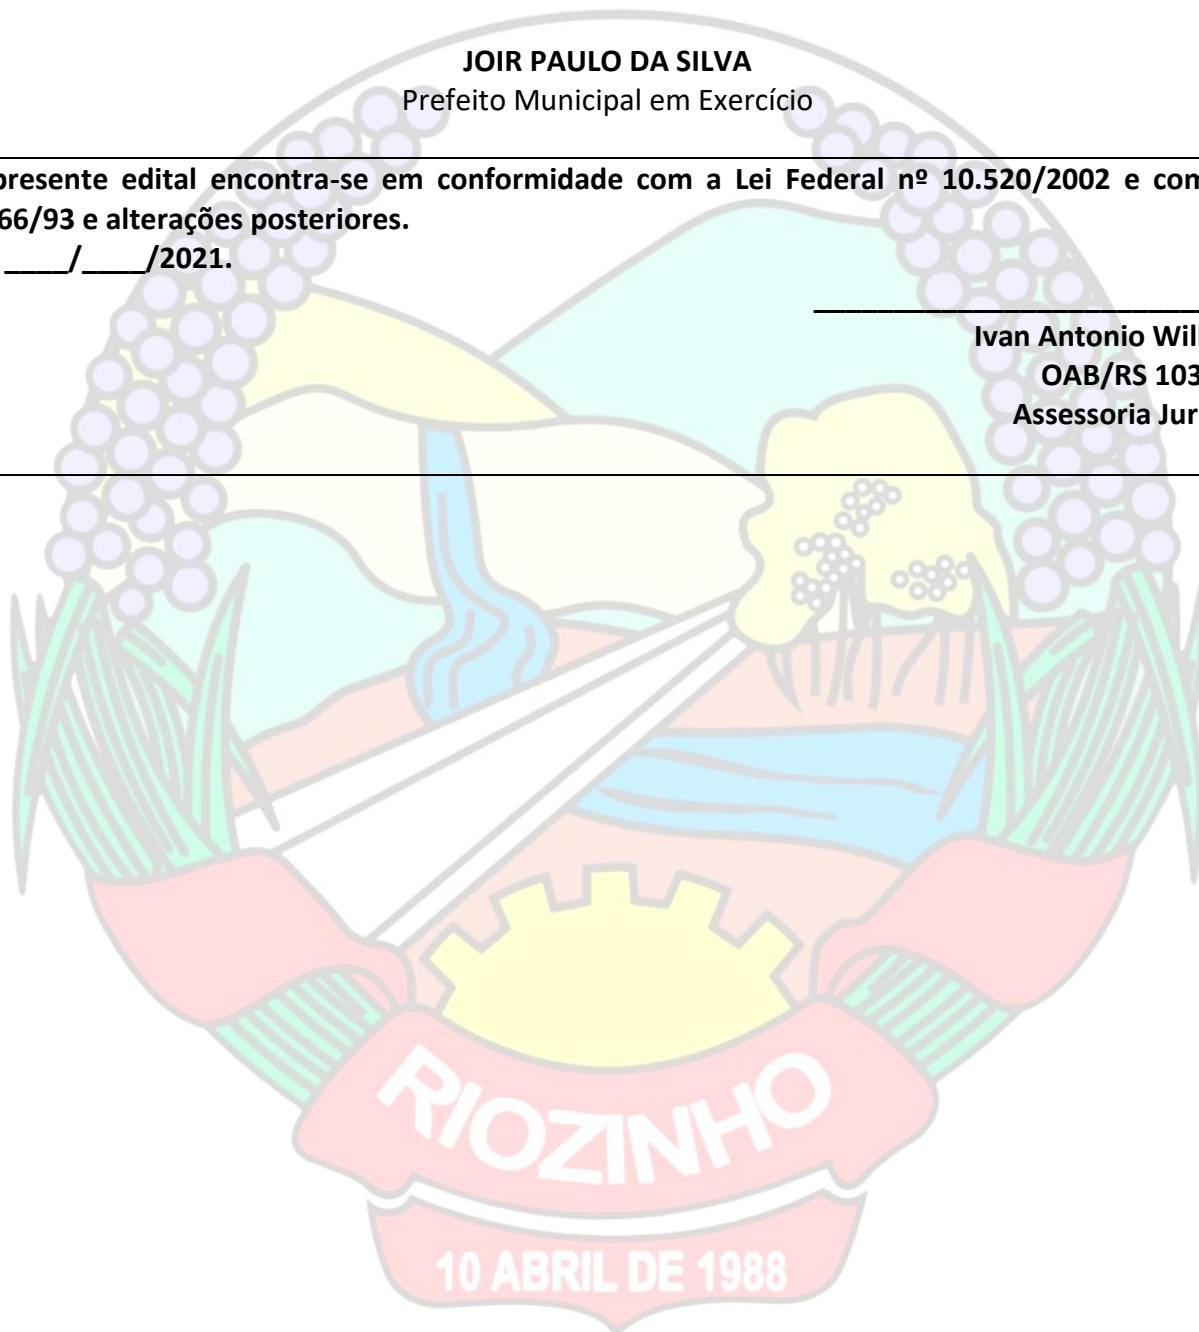 JOIR PAULO DA SILVA
Prefeito Municipal em Exercício
presente edital encontra-se em conformidade com a Lei Federal nº 10.520/2002 e com
66/93 e alterações posteriores.
____/____/2021.
Ivan Antonio
OAB/RS 103
Assessoria
RIOZINHO
10 ABRIL DE 1988